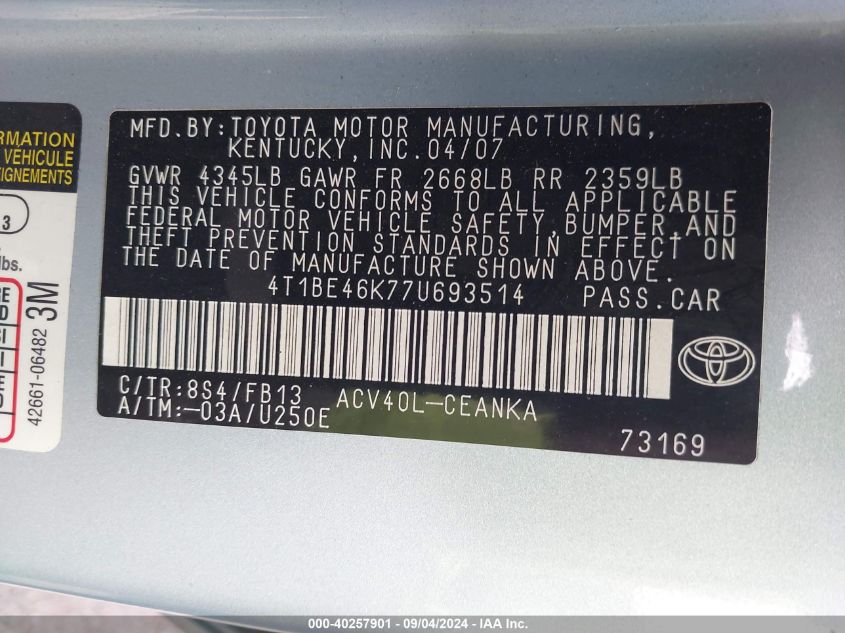 MFD.BY:TOYOTA MOTOR MANUFACTURING,
KENTUCKY,INC.04/07
GVWR 4345LB GAWR FR 2668LB RR 2359LB
THIS VEHICLE CONFORMS TO ALL APPLICABLE
FEDERAL MOTOR VEHICLE SAFETY,BUMPER,AND
THEFT PREVENTION STANDARDS IN EFFECT ON
THE DATE OF MANUFACTURE SHOWN ABOVE.
4T1BE46K77U693514 PASS.CAR
C/TR:8S4/FB13 ACV40L-CEANKA
A/TM:-03A/U250E
73169
VEHICULE
3
lbs.
42661-06482 3M
000-40257901 - 09/04/2024 - IAA Inc.